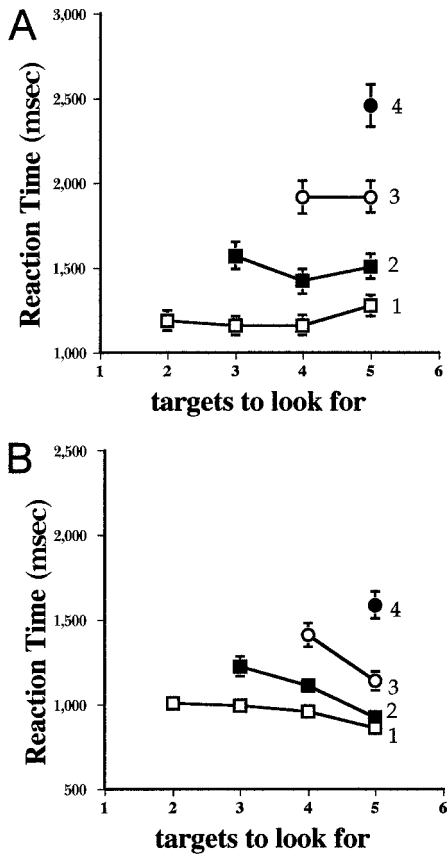 A
3,000
2,500
2,000
1,500
1,000
Reaction Time (msec)
4
3
2
1
1 2 3 4 5 6
targets to look for
B
2,500
2,000
1,500
1,000
500
Reaction Time (msec)
4
3
2
1
1 2 3 4 5 6
targets to look for